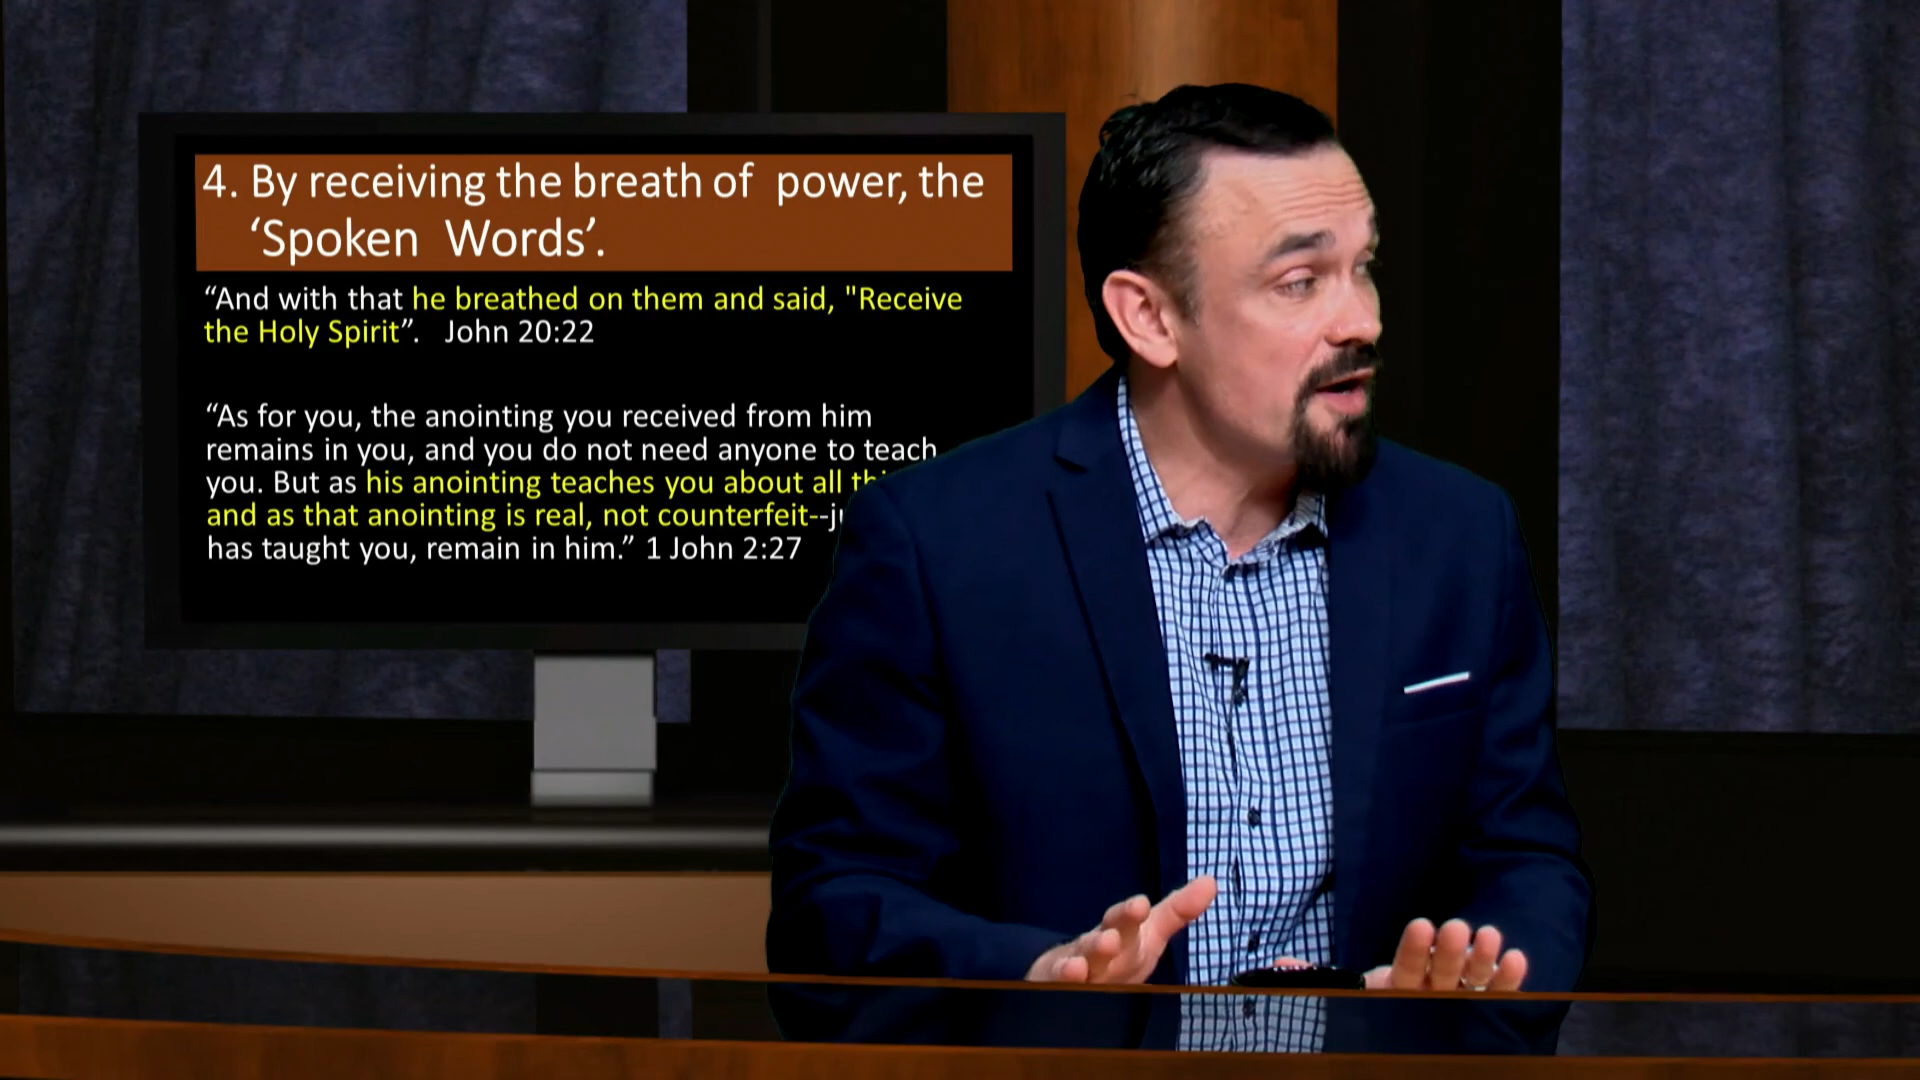 4. By receiving the breath of power, the
‘Spoken Words’.
“And with that he breathed on them and said, "Receive
the Holy Spirit”. John 20:22
“As for you, the anointing you received from him
remains in you, and you do not need anyone to teach
you. But as his anointing teaches you about all
and as that anointing is real, not counterfeit--
has taught you, remain in him.” 1 John 2:27